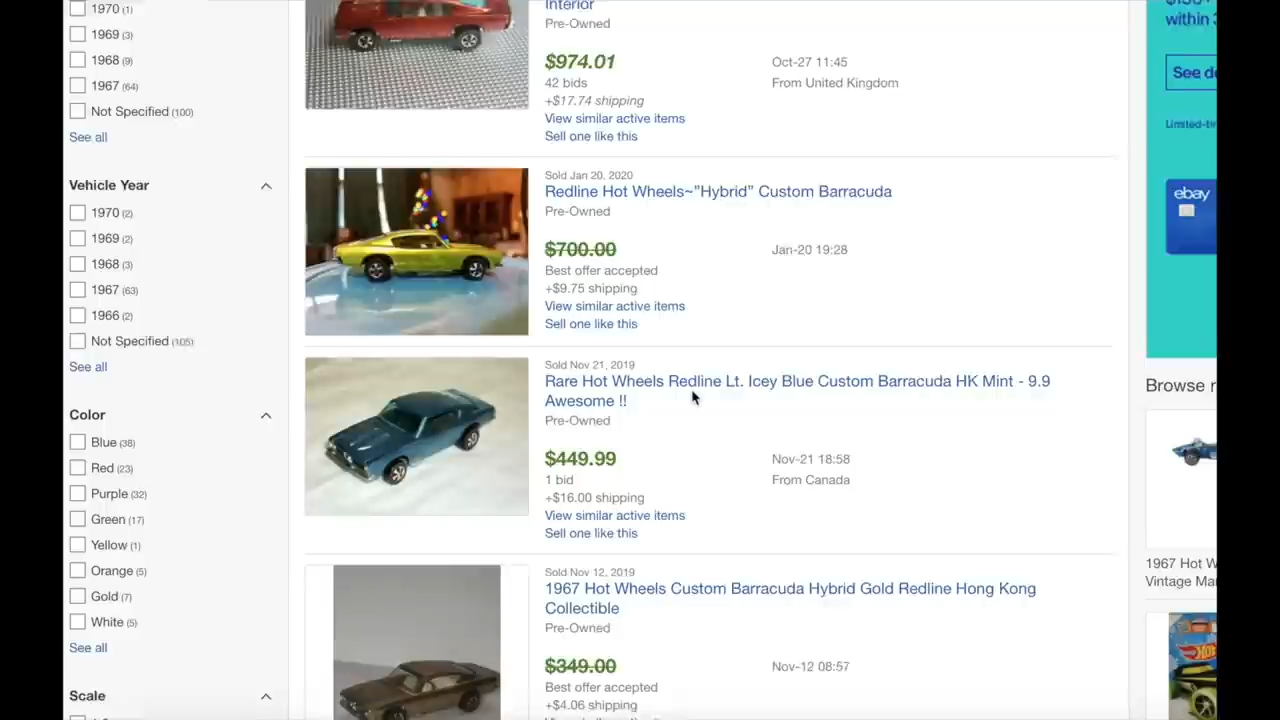 1970 (1)
1969 (3)
1968 (9)
1967 (64)
Not Specified (100)
See all
Vehicle Year
1970 (2)
1969 (2)
1968 (3)
1967 (63)
1966 (2)
Not Specified (105)
See all
Color
Blue (38)
Red (23)
Purple (32)
Green (17)
Yellow (1)
Orange (5)
Gold (7)
White (5)
See all
Scale
Interior
Pre-Owned
$974.01
42 bids
+$17.74 shipping
View similar active items
Sell one like this
Oct-27 11:45
From United Kingdom
Sold Jan 20, 2020
Redline Hot Wheels~"Hybrid" Custom Barracuda
Pre-Owned
$700.00
Best offer accepted
+$9.75 shipping
View similar active items
Sell one like this
Jan-20 19:28
Sold Nov 21, 2019
Rare Hot Wheels Redline Lt. Icey Blue Custom Barracuda HK Mint - 9.9
Awesome !!
Pre-Owned
$449.99
1 bid
+$16.00 shipping
View similar active items
Sell one like this
Nov-21 18:58
From Canada
Sold Nov 12, 2019
1967 Hot Wheels Custom Barracuda Hybrid Gold Redline Hong Kong
Collectible
Pre-Owned
$349.00
Best offer accepted
+$4.06 shipping
Nov-12 08:57
within
See de
Limited-ti
ebay
Browse r
1967 Hot W
Vintage Ma